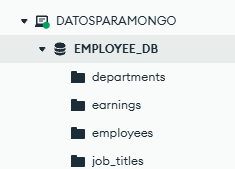 DATOSPARAMONGO
EMPLOYEE_DB
departments
earnings
employees
job_titles